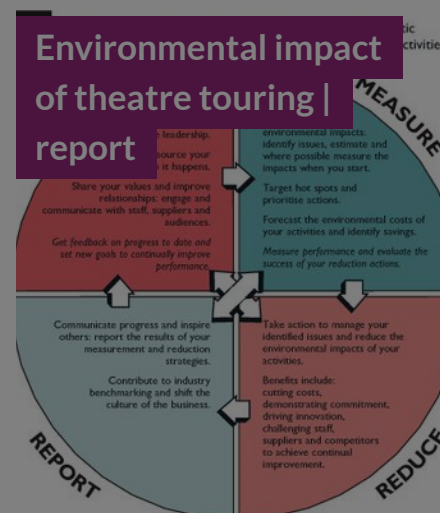 Environmental impact
of theatre touring |
report
tic
ctivities
MEASURE
leadership.
source your
it happens.
Share your values and improve
relationships: engage and
communicate with staff, suppliers and
audiences.
Get feedback on progress to date and
set new goals to continually improve
performance.
environmental impacts:
identify issues, estimate and
where possible measure the
impacts when you start.
Target hot spots and
prioritise actions.
Forecast the environmental costs of
your activities and identify savings.
Measure performance and evaluate the
success of your reduction actions.
Communicate progress and inspire
others: report the results of your
measurement and reduction
strategies.
Contribute to industry
benchmarking and shift the
culture of the business.
Take action to manage your
identified issues and reduce the
environmental impacts of your
activities.
Benefits include:
cutting costs,
demonstrating commitment,
driving innovation,
challenging staff,
suppliers and competitors
to achieve continual
improvement.
REPORT
REDUCE